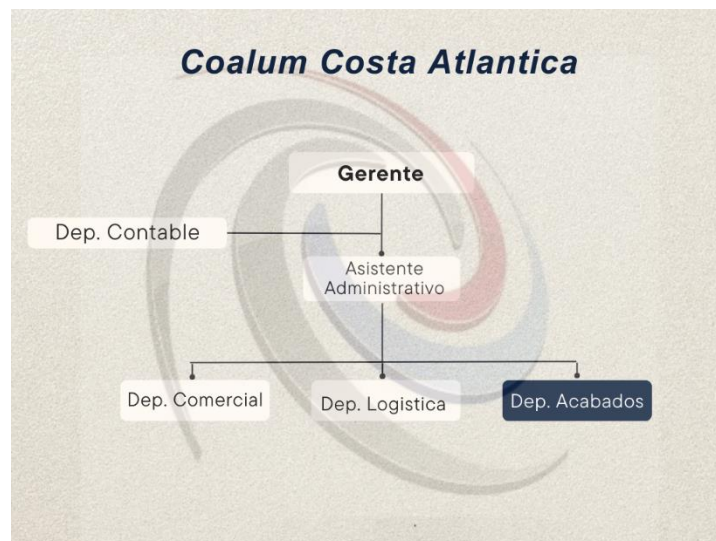 Coalum Costa Atlantica
Gerente
Dep. Contable
Asistente
Administrativo
Dep. Comercial
Dep. Logistica
Dep. Acabados